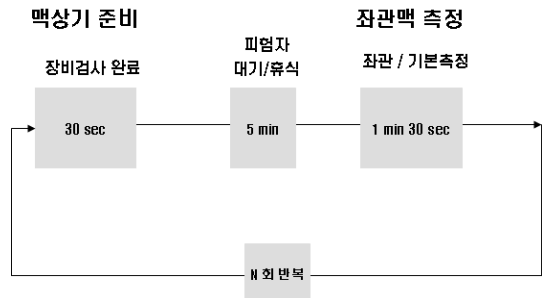 맥상기 준비
좌관맥 측정
장비검사 완료
피험자
대기/휴식
좌관 / 기본측정
30 sec
5 min
1 min 30 sec
N 회 반복